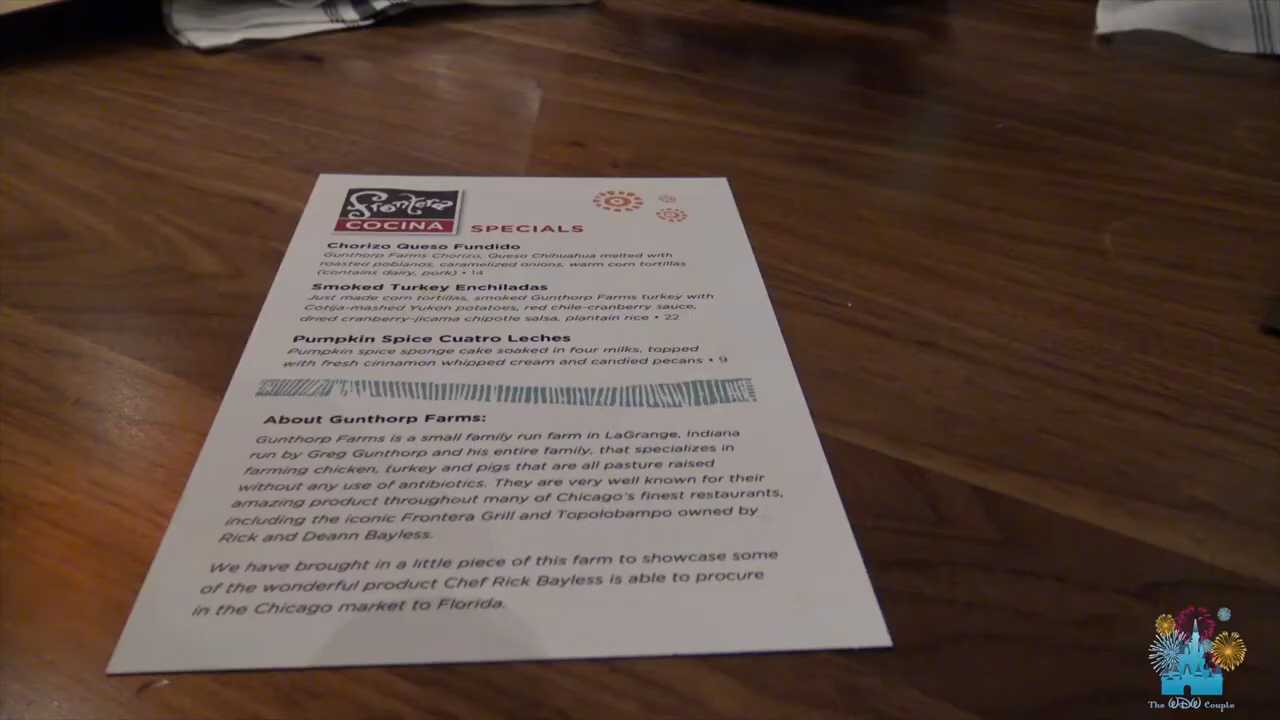 Frontera
COCINA
SPECIALS
Chorizo Queso Fundido
Gunthorp Farms Chorizo, Queso Chihuahua melted with
roasted poblanos, caramelized onions, warm corn tortillas
(contains dairy, pork) • 14
Smoked Turkey Enchiladas
Just made corn tortillas, smoked Gunthorp Farms turkey with
Cotija-mashed Yukon potatoes, red chile-cranberry sauce,
dried cranberry-jicama chipotle salsa, plantain rice • 22
Pumpkin Spice Cuatro Leches
Pumpkin spice sponge cake soaked in four milks, topped
with fresh cinnamon whipped cream and candied pecans • 9
About Gunthorp Farms:
Gunthorp Farms is a small family run farm in LaGrange, Indiana
run by Greg Gunthorp and his entire family, that specializes in
farming chicken, turkey and pigs that are all pasture raised
without any use of antibiotics. They are very well known for their
amazing product throughout many of Chicago's finest restaurants,
including the iconic Frontera Grill and Topolobampo owned by
Rick and Deann Bayless.
We have brought in a little piece of this farm to showcase some
of the wonderful product Chef Rick Bayless is able to procure
in the Chicago market to Florida.
The WDW Couple